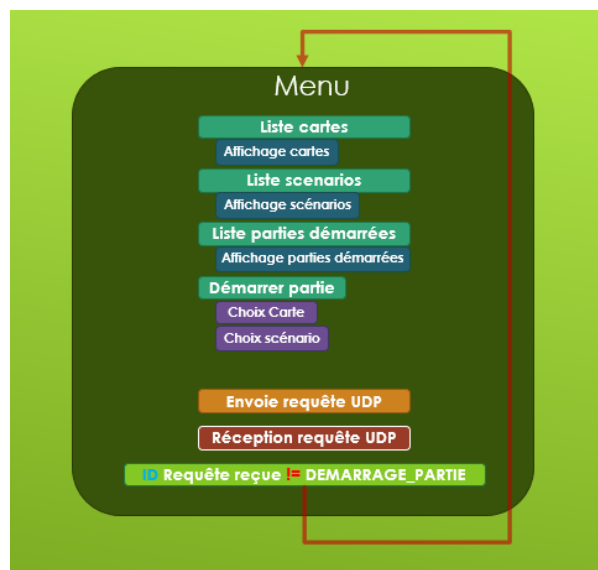 Menu
Liste cartes
Affichage cartes
Liste scenarios
Affichage scénarios
Liste parties démarrées
Affichage parties démarrées
Démarrer partie
Choix Carte
Choix scénario
Envoie requête UDP
Réception requête UDP
ID Requête reçue != DEMARRAGE_PARTIE